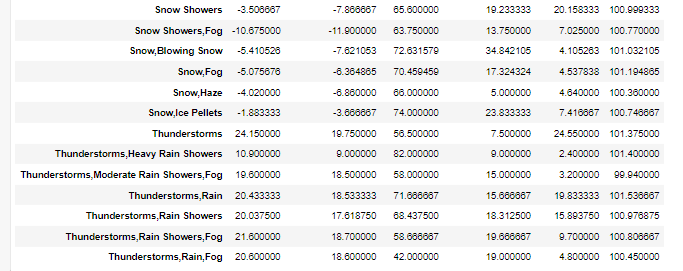 Snow Showers -3.506667 -7.866667 65.600000 19.233333 20.158333 100.999333
Snow Showers,Fog -10.675000 -11.900000 63.750000 13.750000 7.025000 100.770000
Snow,Blowing Snow -5.410526 -7.621053 72.631579 34.842105 4.105263 101.032105
Snow,Fog -5.075676 -6.364865 70.459459 17.324324 4.537838 101.194865
Snow,Haze -4.020000 -6.860000 66.000000 5.000000 4.640000 100.360000
Snow,Ice Pellets -1.883333 -3.666667 74.000000 23.833333 7.416667 100.746667
Thunderstorms 24.150000 19.750000 56.500000 7.500000 24.550000 101.375000
Thunderstorms,Heavy Rain Showers 10.900000 9.000000 82.000000 9.000000 2.400000 101.400000
Thunderstorms,Moderate Rain Showers,Fog 19.600000 18.500000 58.000000 15.000000 3.200000 99.940000
Thunderstorms,Rain 20.433333 18.533333 71.666667 15.666667 19.833333 101.536667
Thunderstorms,Rain Showers 20.037500 17.618750 68.437500 18.312500 15.893750 100.976875
Thunderstorms,Rain Showers,Fog 21.600000 18.700000 58.666667 19.666667 9.700000 100.806667
Thunderstorms,Rain,Fog 20.600000 18.600000 42.000000 19.000000 4.800000 100.450000